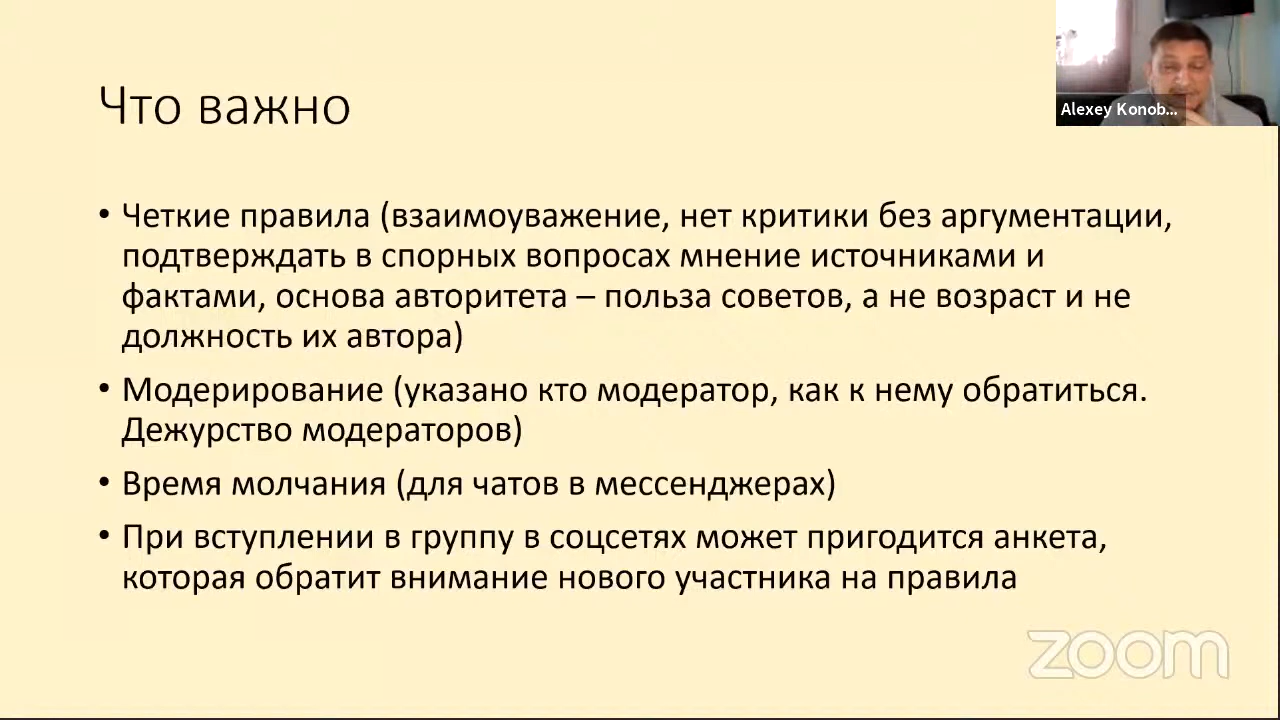 Что важно
Alexey Konob...
• Четкие правила (взаимоуважение, нет критики без аргументации,
подтверждать в спорных вопросах мнение источниками и
фактами, основа авторитета – польза советов, а не возраст и не
должность их автора)
• Модерирование (указано кто модератор, как к нему обратиться.
Дежурство модераторов)
• Время молчания (для чатов в мессенджерах)
• При вступлении в группу в соцсетях может пригодится анкета,
которая обратит внимание нового участника на правила
zoom